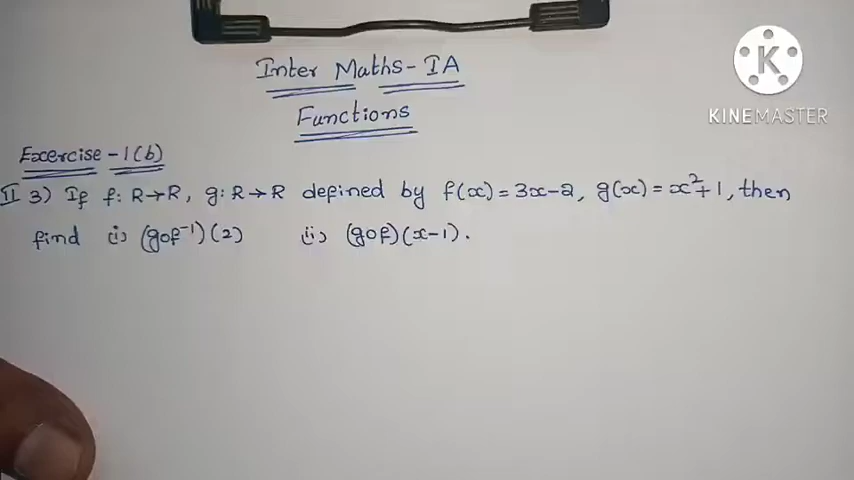 Inter Maths-IA
Functions
K
KINEMASTER
Exercise-1(b)
II 3) If f: R→R, g: R→R defined by f(x)=3x-2, g(x)=x²+1, then
find (i) (gof⁻¹)(2) (ii) (gof)(x-1).